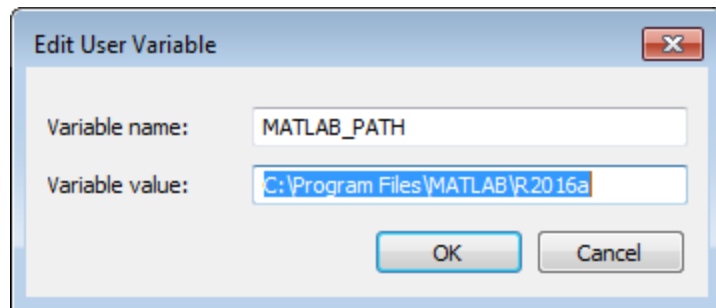 Edit User Variable
Variable name: MATLAB_PATH
Variable value: C:\Program Files\MATLAB\R2016a
OK Cancel